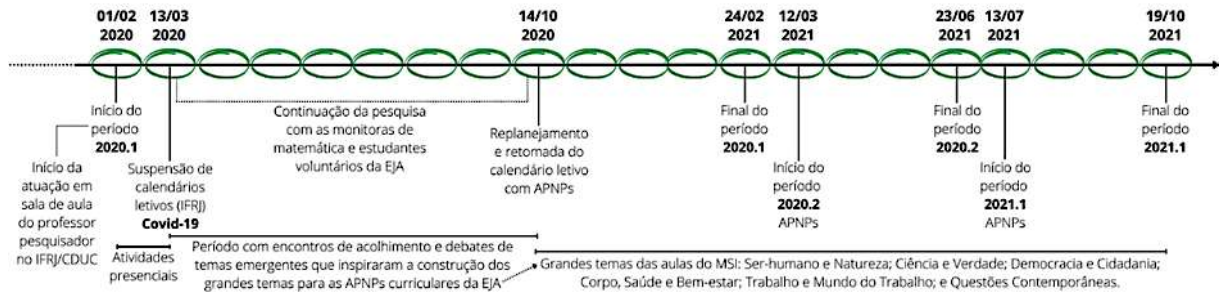 01/02
2020
13/03
2020
14/10
2020
24/02
2021
12/03
2021
23/06
2021
13/07
2021
19/10
2021
Início do
período
2020.1
Início da
atuação em
sala de aula
do professor
pesquisador
no IFRJ/CDUC
Suspensão de
calendários
letivos (IFRJ)
Covid-19
Atividades
presenciais
Continuação da pesquisa
com as monitoras de
matemática e estudantes
voluntários da EJA
Replanejamento
e retomada do
calendário letivo
com APNPs
Final do
período
2020.1
Início do
período
2020.2
APNPs
Final do
período
2020.2
Início do
período
2021.1
APNPs
Final do
período
2021.1
Período com encontros de acolhimento e debates de
temas emergentes que inspiraram a construção dos
grandes temas para as APNPs curriculares da EJA
Grandes temas das aulas do MSI: Ser-humano e Natureza; Ciência e Verdade; Democracia e Cidadania;
Corpo, Saúde e Bem-estar; Trabalho e Mundo do Trabalho; e Questões Contemporâneas.